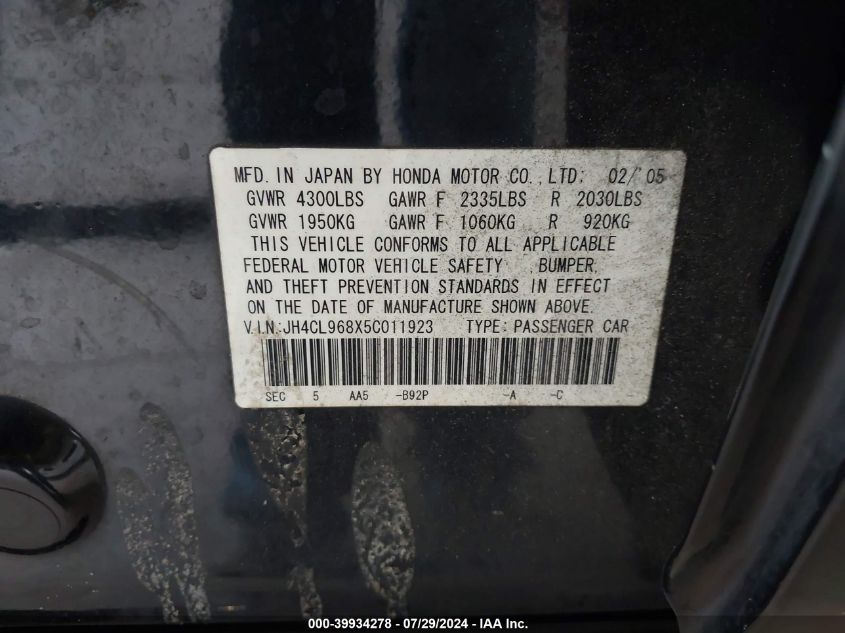 MFD. IN JAPAN BY HONDA MOTOR CO., LTD: 02/'05
GVWR 4300LBS GAWR F 2335LBS R 2030LBS
GVWR 1950KG GAWR F 1060KG R 920KG
THIS VEHICLE CONFORMS TO ALL APPLICABLE
FEDERAL MOTOR VEHICLE SAFETY , BUMPER,
AND THEFT PREVENTION STANDARDS IN EFFECT
ON THE DATE OF MANUFACTURE SHOWN ABOVE.
V.I.N:JH4CL968X5C011923 TYPE: PASSENGER CAR
SEC 5 AA5 -B92P -A -C -
000-39934278 - 07/29/2024 - IAA Inc.